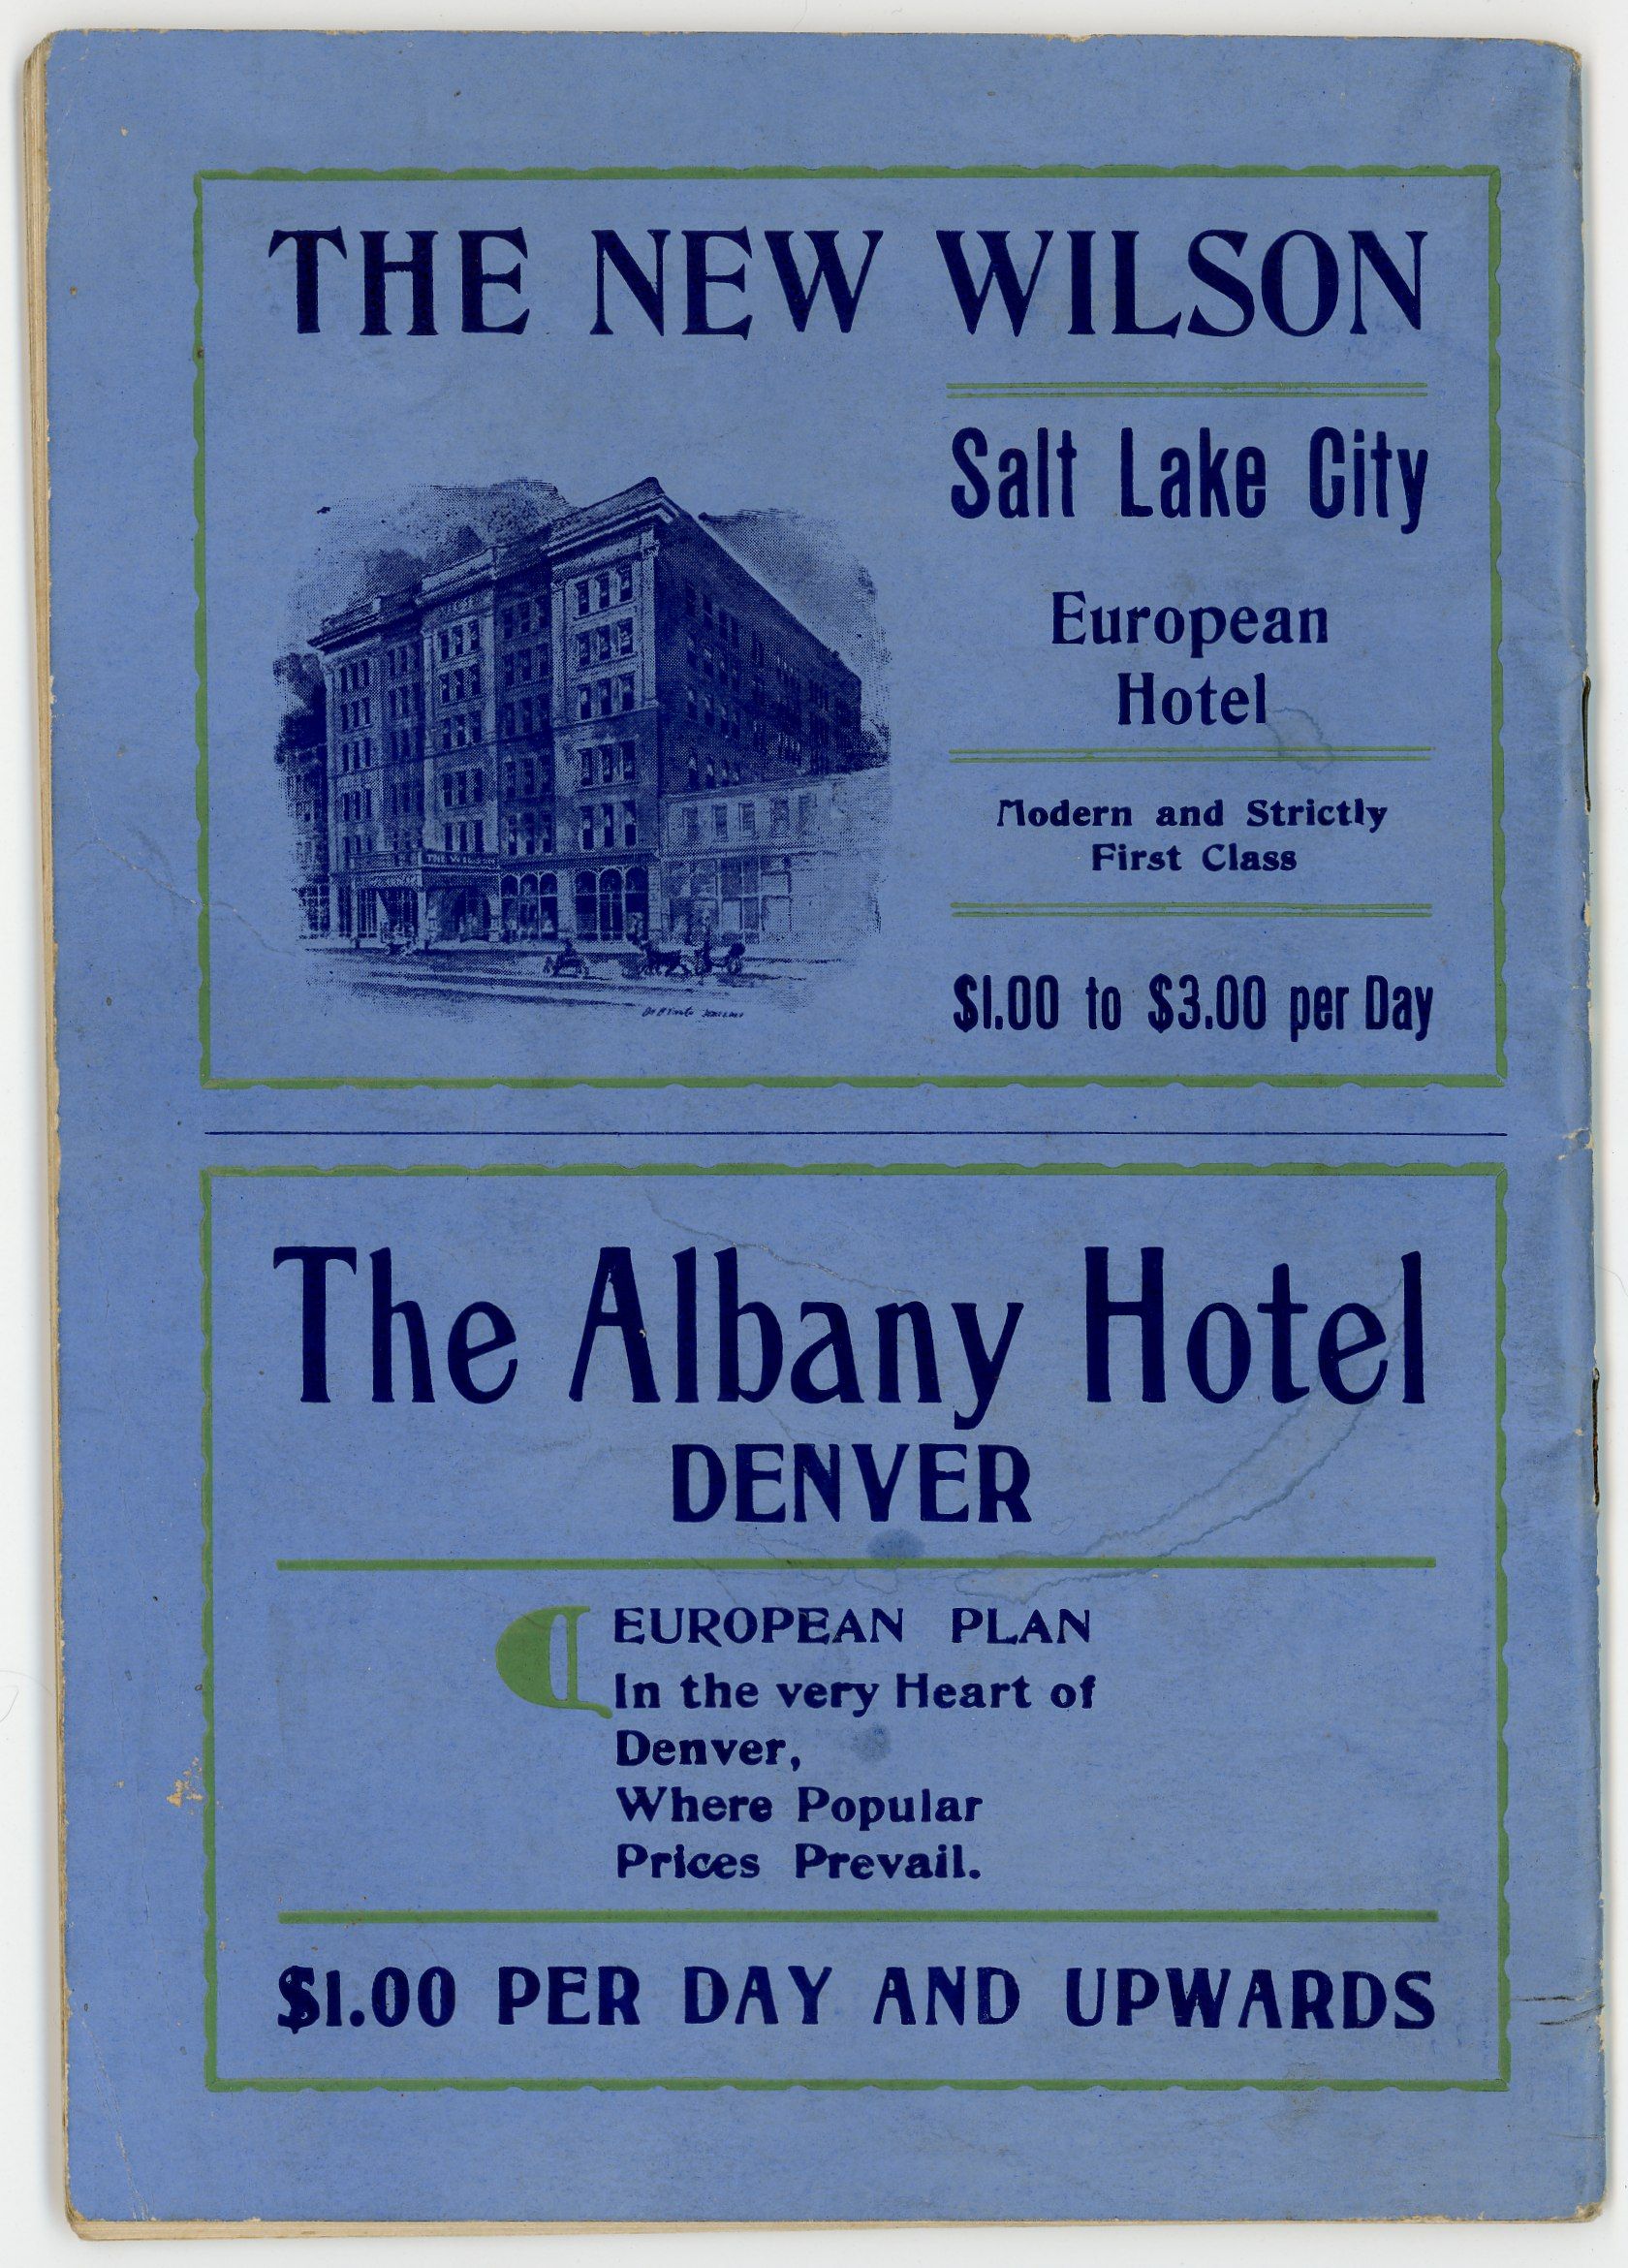 THE NEW WILSON
Salt Lake City
European
Hotel
Modern and Strictly
First Class
THE WILSON
$1.00 to $3.00 per Day
The Albany Hotel
DENVER
EUROPEAN PLAN
In the very Heart of
Denver,
Where Popular
Prices Prevail.
$1.00 PER DAY AND UPWARDS